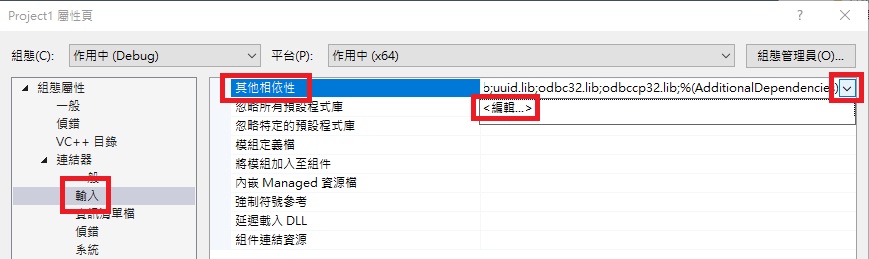 Project1 屬性頁
組態(C):
作用中 (Debug)
平台(P):
作用中 (x64)
組態管理員(O)...
組態屬性
一般
偵錯
VC++ 目錄
連結器
一般
輸入
資訊清單檔
偵錯
系統
其他相依性
b;uuid.lib;odbc32.lib;odbccp32.lib;%(AdditionalDependencies)
忽略所有預設程式庫
<編輯...>
忽略特定的預設程式庫
模組定義檔
將模組加入至組件
內嵌 Managed 資源檔
強制符號參考
延遲載入 DLL
組件連結資源